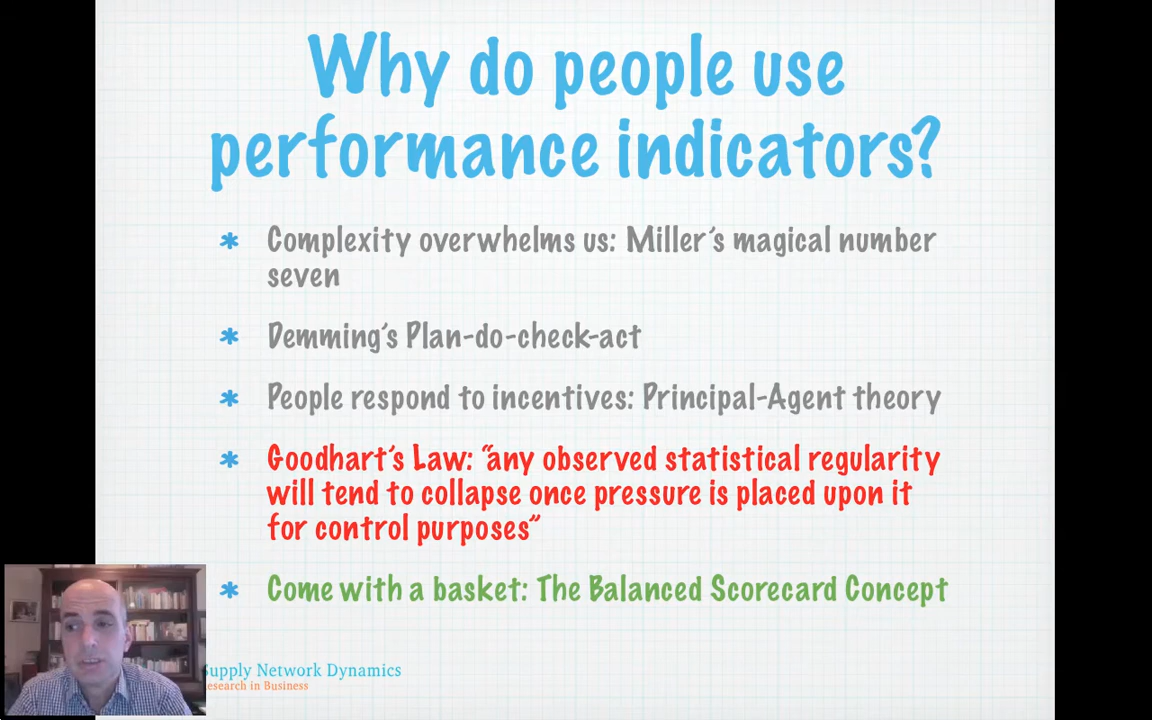 Why do people use
performance indicators?
* Complexity overwhelms us: Miller's magical number
seven
* Demming's Plan-do-check-act
* People respond to incentives: Principal-Agent theory
* Goodhart's Law: “any observed statistical regularity
will tend to collapse once pressure is placed upon it
for control purposes”
* Come with a basket: The Balanced Scorecard Concept
Supply Network Dynamics
Research in Business